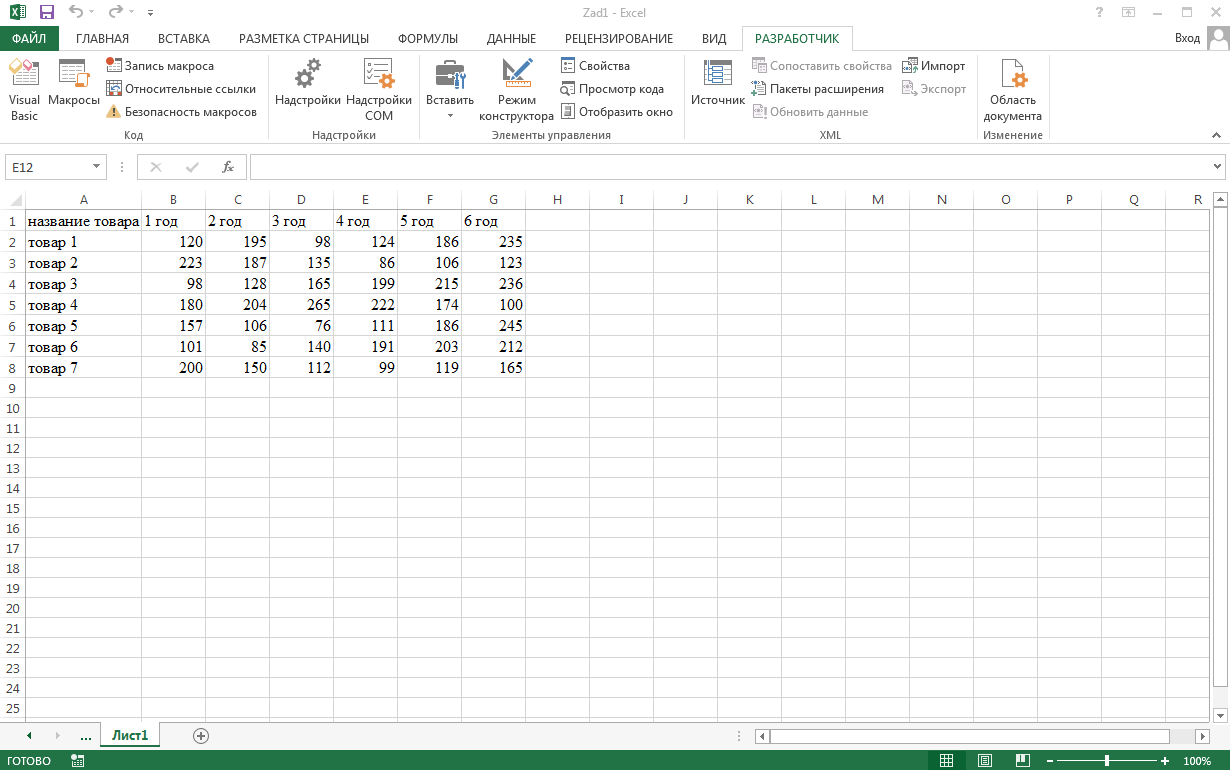 Zad1 - Excel
ФАЙЛ ГЛАВНАЯ ВСТАВКА РАЗМЕТКА СТРАНИЦЫ ФОРМУЛЫ ДАННЫЕ РЕЦЕНЗИРОВАНИЕ ВИД РАЗРАБОТЧИК Вход
Visual Basic
Макросы
Запись макроса
Относительные ссылки
Безопасность макросов
Код
Надстройки
Надстройки COM
Надстройки
Вставить
Режим конструктора
Свойства
Просмотр кода
Отобразить окно
Элементы управления
Источник
Сопоставить свойства
Пакеты расширения
Обновить данные
Импорт
Экспорт
XML
Область документа
Изменение
E12 fx
A B C D E F G H I J K L M N O P Q R
1 название товара 1 год 2 год 3 год 4 год 5 год 6 год
2 товар 1 120 195 98 124 186 235
3 товар 2 223 187 135 86 106 123
4 товар 3 98 128 165 199 215 236
5 товар 4 180 204 265 222 174 100
6 товар 5 157 106 76 111 186 245
7 товар 6 101 85 140 191 203 212
8 товар 7 200 150 112 99 119 165
9
10
11
12
13
14
15
16
17
18
19
20
21
22
23
24
25
... Лист1
ГОТОВО 100%